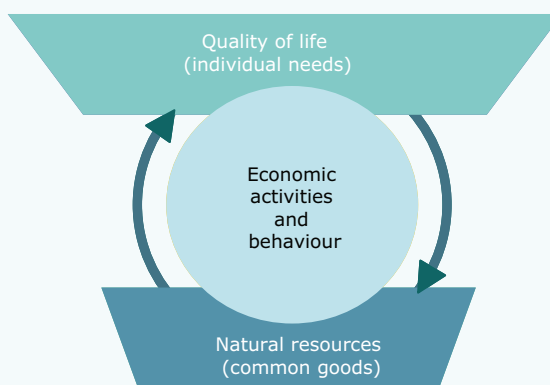 Quality of life
(individual needs)
Economic
activities
and
behaviour
Natural resources
(common goods)